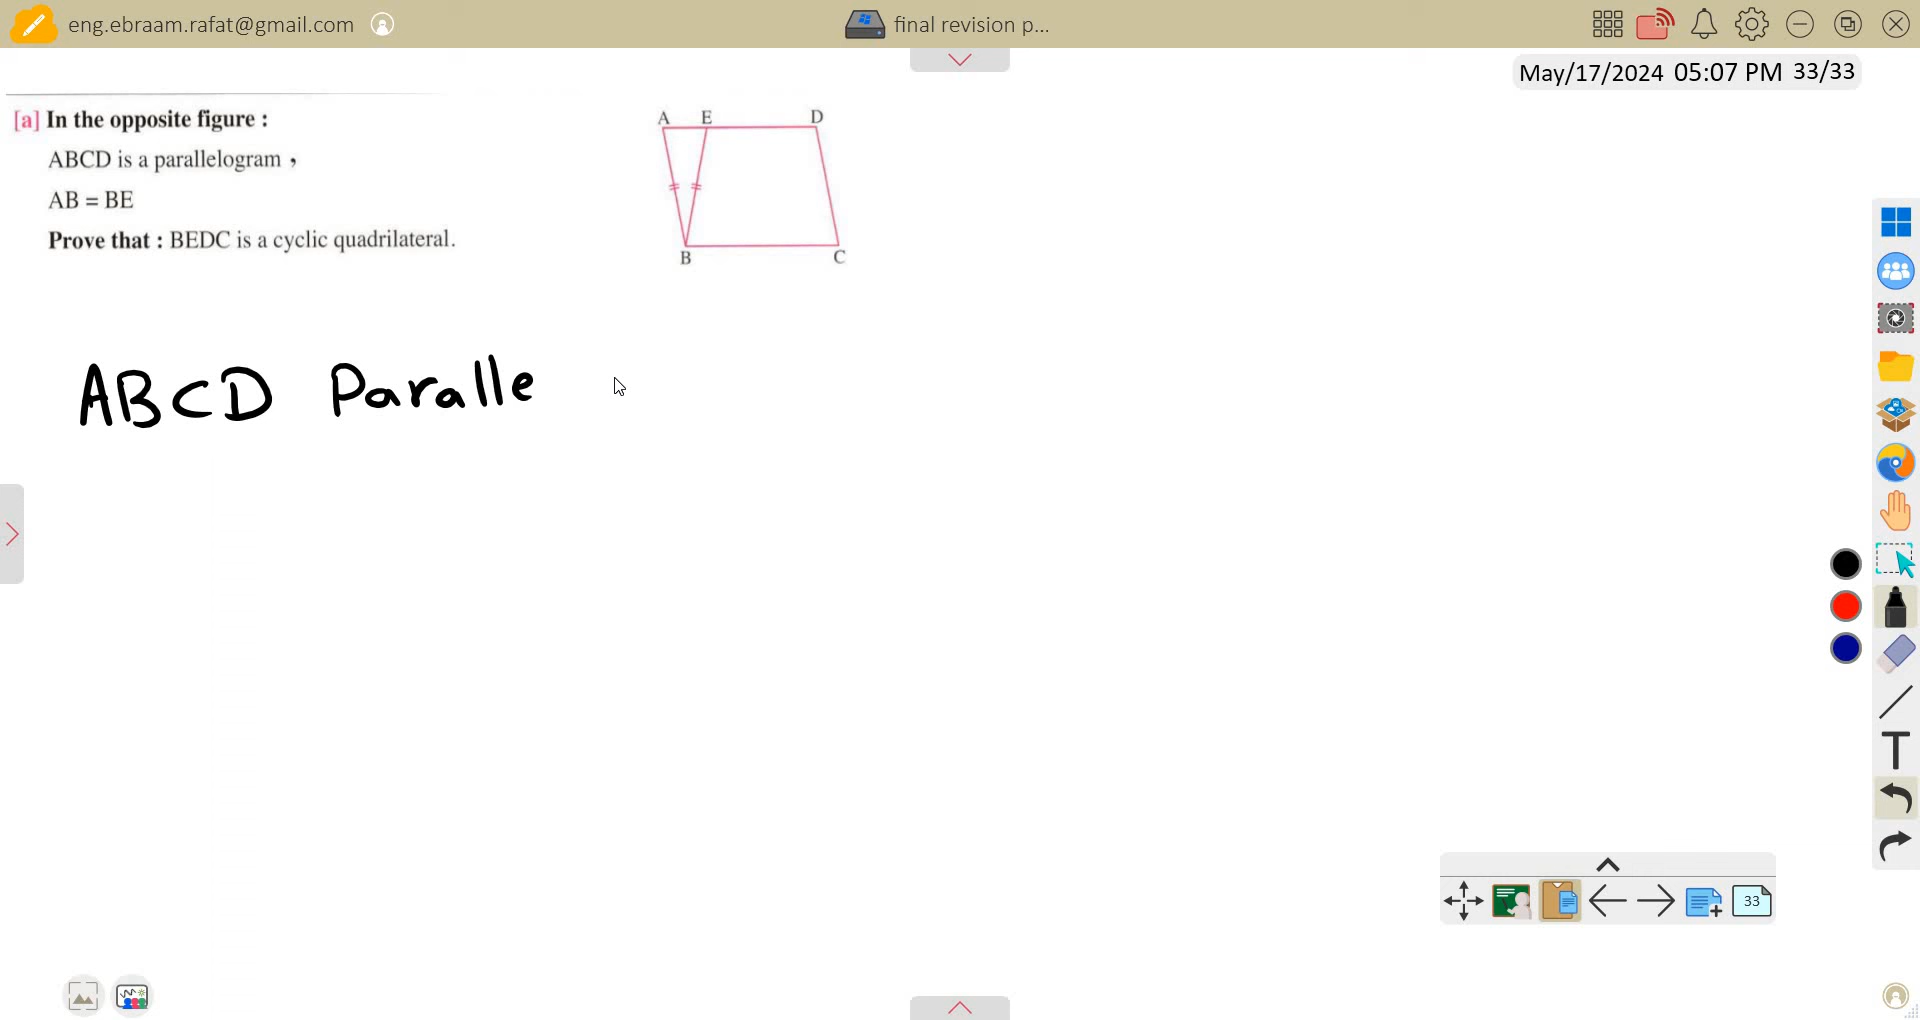 eng.ebraam.rafat@gmail.com
final revision p...
May/17/2024 05:07 PM 33/33
[a] In the opposite figure :
ABCD is a parallelogram ,
AB = BE
Prove that : BEDC is a cyclic quadrilateral.
A E D
B C
ABCD Paralle
T
33